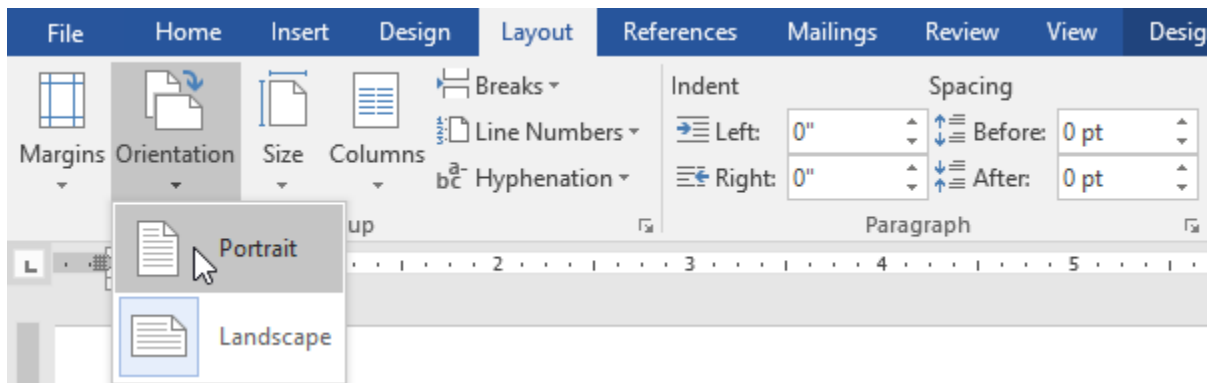 File Home Insert Design Layout References Mailings Review View Desig
Breaks Indent Spacing
Line Numbers Left: 0" Before: 0 pt
Margins Orientation Size Columns
Hyphenation Right: 0" After: 0 pt
up Paragraph
Portrait
L 2 3 4 5
Landscape